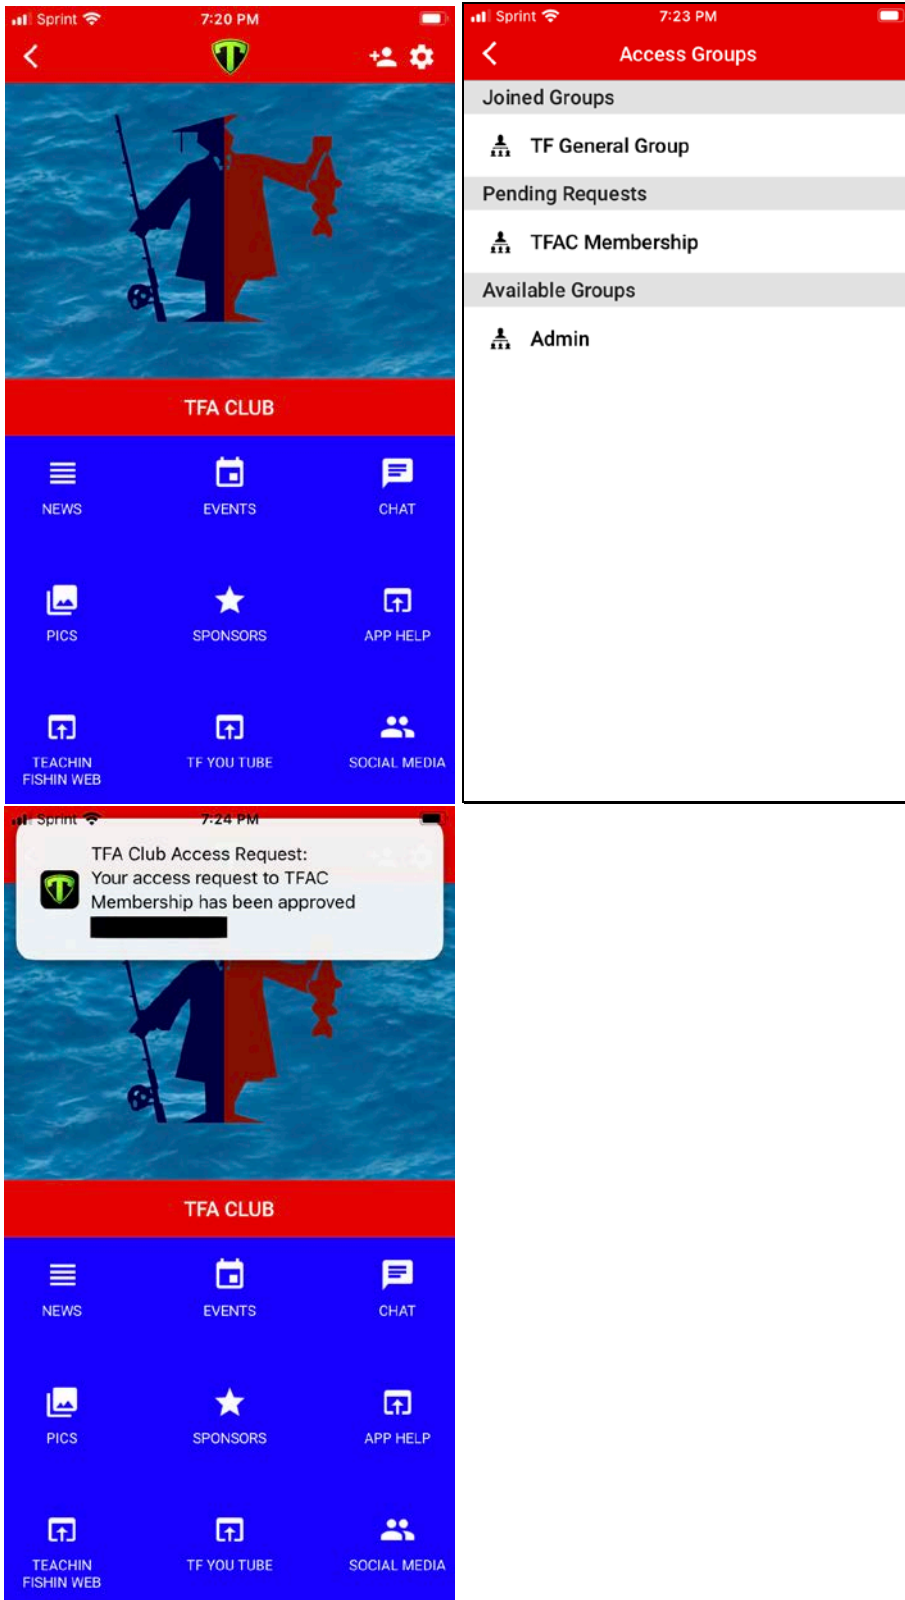 Sprint
7:20 PM
TFA CLUB
NEWS
EVENTS
CHAT
PICS
SPONSORS
APP HELP
TEACHIN
FISHIN WEB
TF YOU TUBE
SOCIAL MEDIA
Sprint
7:23 PM
Access Groups
Joined Groups
TF General Group
Pending Requests
TFAC Membership
Available Groups
Admin
Sprint
7:24 PM
TFA Club Access Request:
Your access request to TFAC
Membership has been approved
TFA CLUB
NEWS
EVENTS
CHAT
PICS
SPONSORS
APP HELP
TEACHIN
FISHIN WEB
TF YOU TUBE
SOCIAL MEDIA